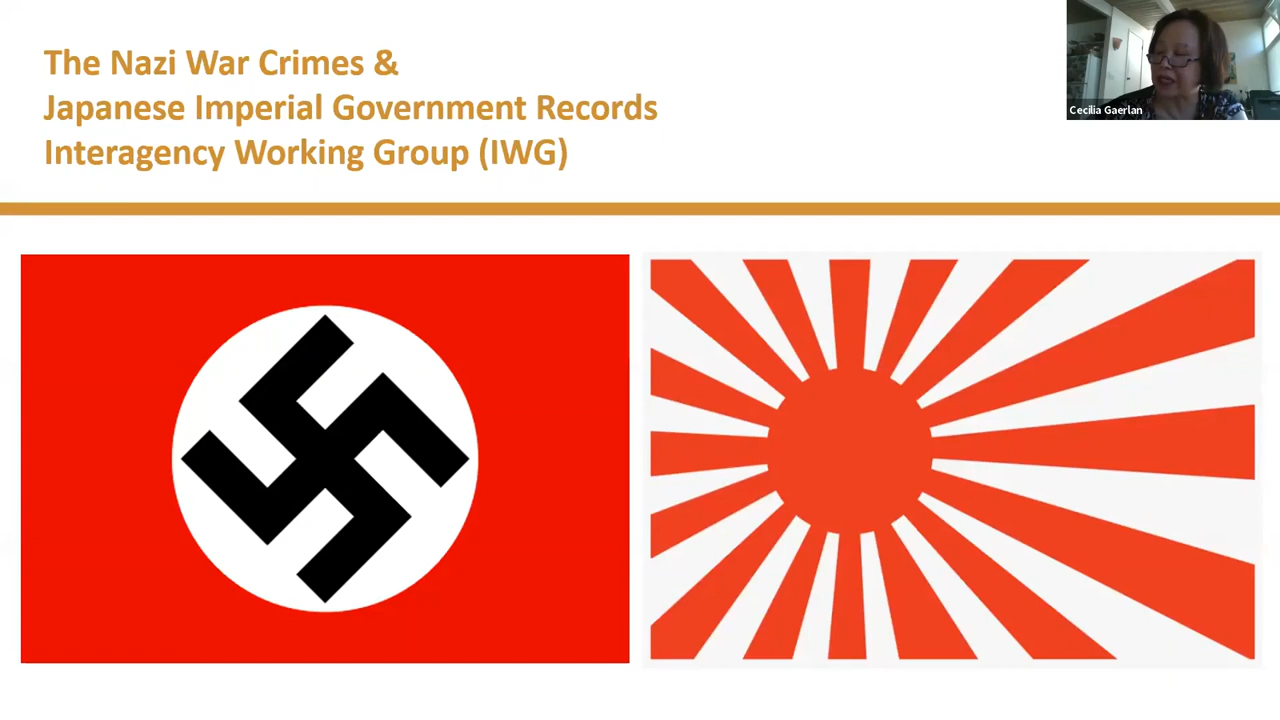 The Nazi War Crimes &
Japanese Imperial Government Records
Interagency Working Group (IWG)
Cecilia Gaerlan